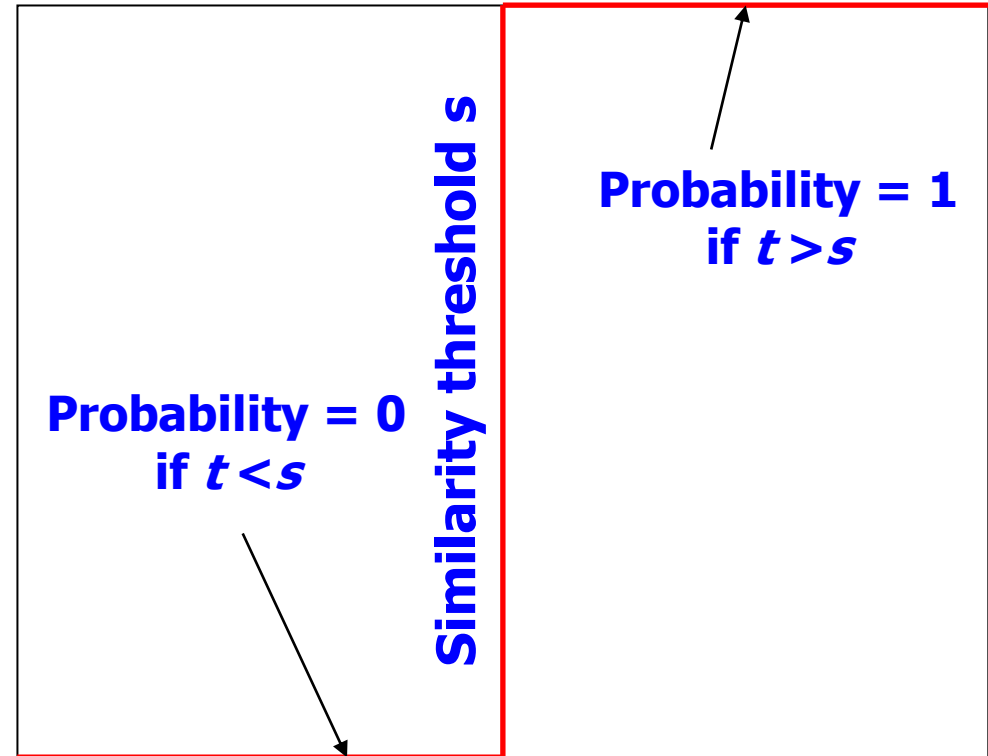 Probability = 0
if t < s
Similarity threshold s
Probability = 1
if t > s